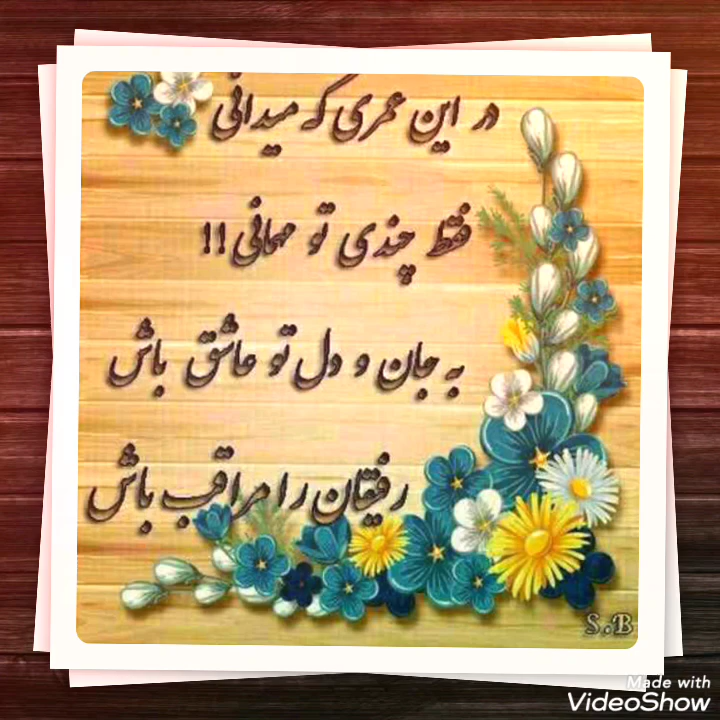 در این عمری که میدانی
فقط چندی تو مهمانی!!
به جان و دل تو عاشق باش
رفیقان را مراقب باش
S.B
Made with
VideoShow